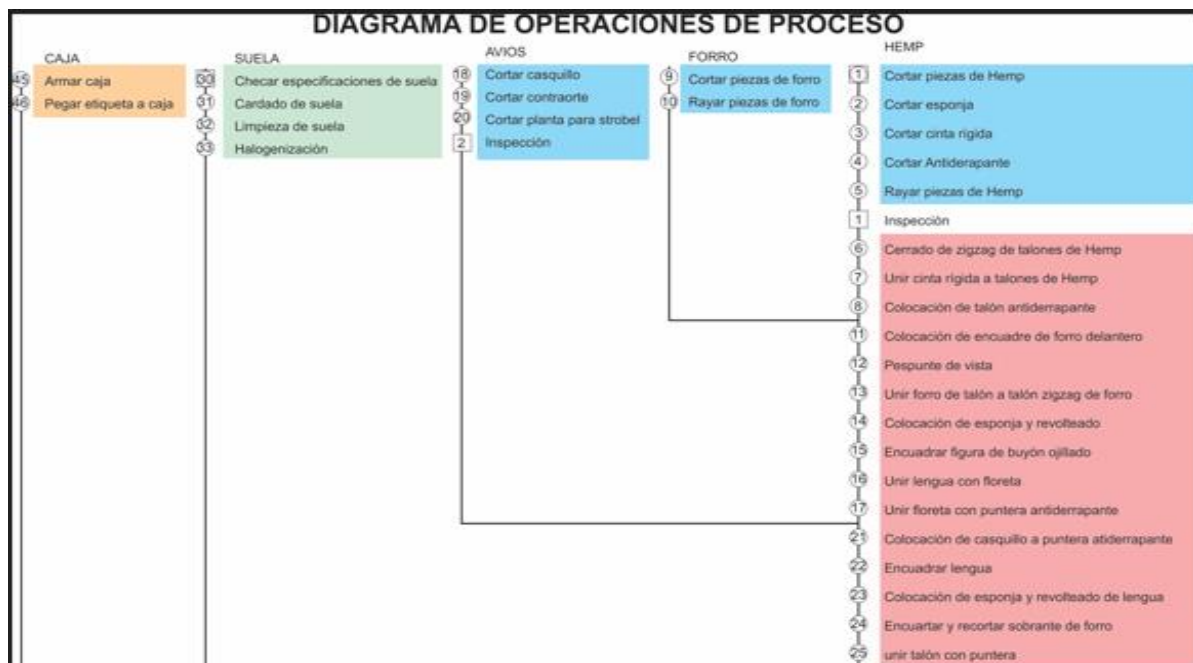 DIAGRAMA DE OPERACIONES DE PROCESO
CAJA
45 Armar caja
46 Pegar etiqueta a caja
SUELA
30 Checar especificaciones de suela
31 Cardado de suela
32 Limpieza de suela
33 Halogenización
AVIOS
18 Cortar casquillo
19 Cortar contraorte
20 Cortar planta para strobel
2 Inspección
FORRO
9 Cortar piezas de forro
10 Rayar piezas de forro
HEMP
1 Cortar piezas de Hemp
2 Cortar esponja
3 Cortar cinta rígida
4 Cortar Antiderapante
5 Rayar piezas de Hemp
1 Inspección
6 Cerrado de zigzag de talones de Hemp
7 Unir cinta rígida a talones de Hemp
8 Colocación de talón antiderrapante
11 Colocación de encuadre de forro delantero
12 Pespunte de vista
13 Unir forro de talón a talón zigzag de forro
14 Colocación de esponja y revolteado
15 Encuadrar figura de buyón ojillado
16 Unir lengua con floreta
17 Unir floreta con puntera antiderrapante
21 Colocación de casquillo a puntera atiderrapante
22 Encuadrar lengua
23 Colocación de esponja y revolteado de lengua
24 Encuartar y recortar sobrante de forro
25 unir talón con puntera